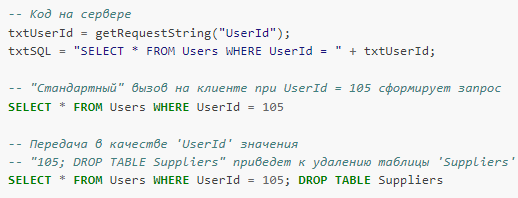 -- Код на сервере
txtUserId = getRequestString("UserId");
txtSQL = "SELECT * FROM Users WHERE UserId = " + txtUserId;
-- "Стандартный" вызов на клиенте при UserId = 105 сформирует запрос
SELECT * FROM Users WHERE UserId = 105
-- Передача в качестве 'UserId' значения
-- "105; DROP TABLE Suppliers" приведет к удалению таблицы 'Suppliers'
SELECT * FROM Users WHERE UserId = 105; DROP TABLE Suppliers